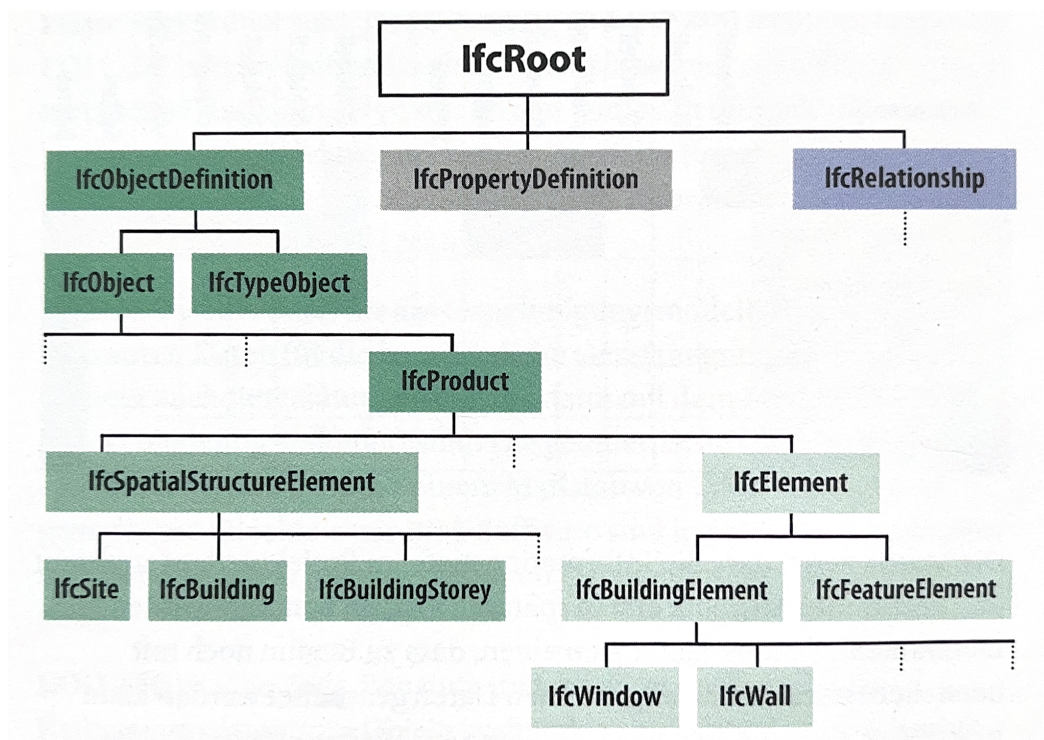 IfcRoot
IfcObjectDefinition
IfcPropertyDefinition
IfcRelationship
IfcObject
IfcTypeObject
IfcProduct
IfcSpatialStructureElement
IfcElement
IfcSite
IfcBuilding
IfcBuildingStorey
IfcBuildingElement
IfcFeatureElement
IfcWindow
IfcWall